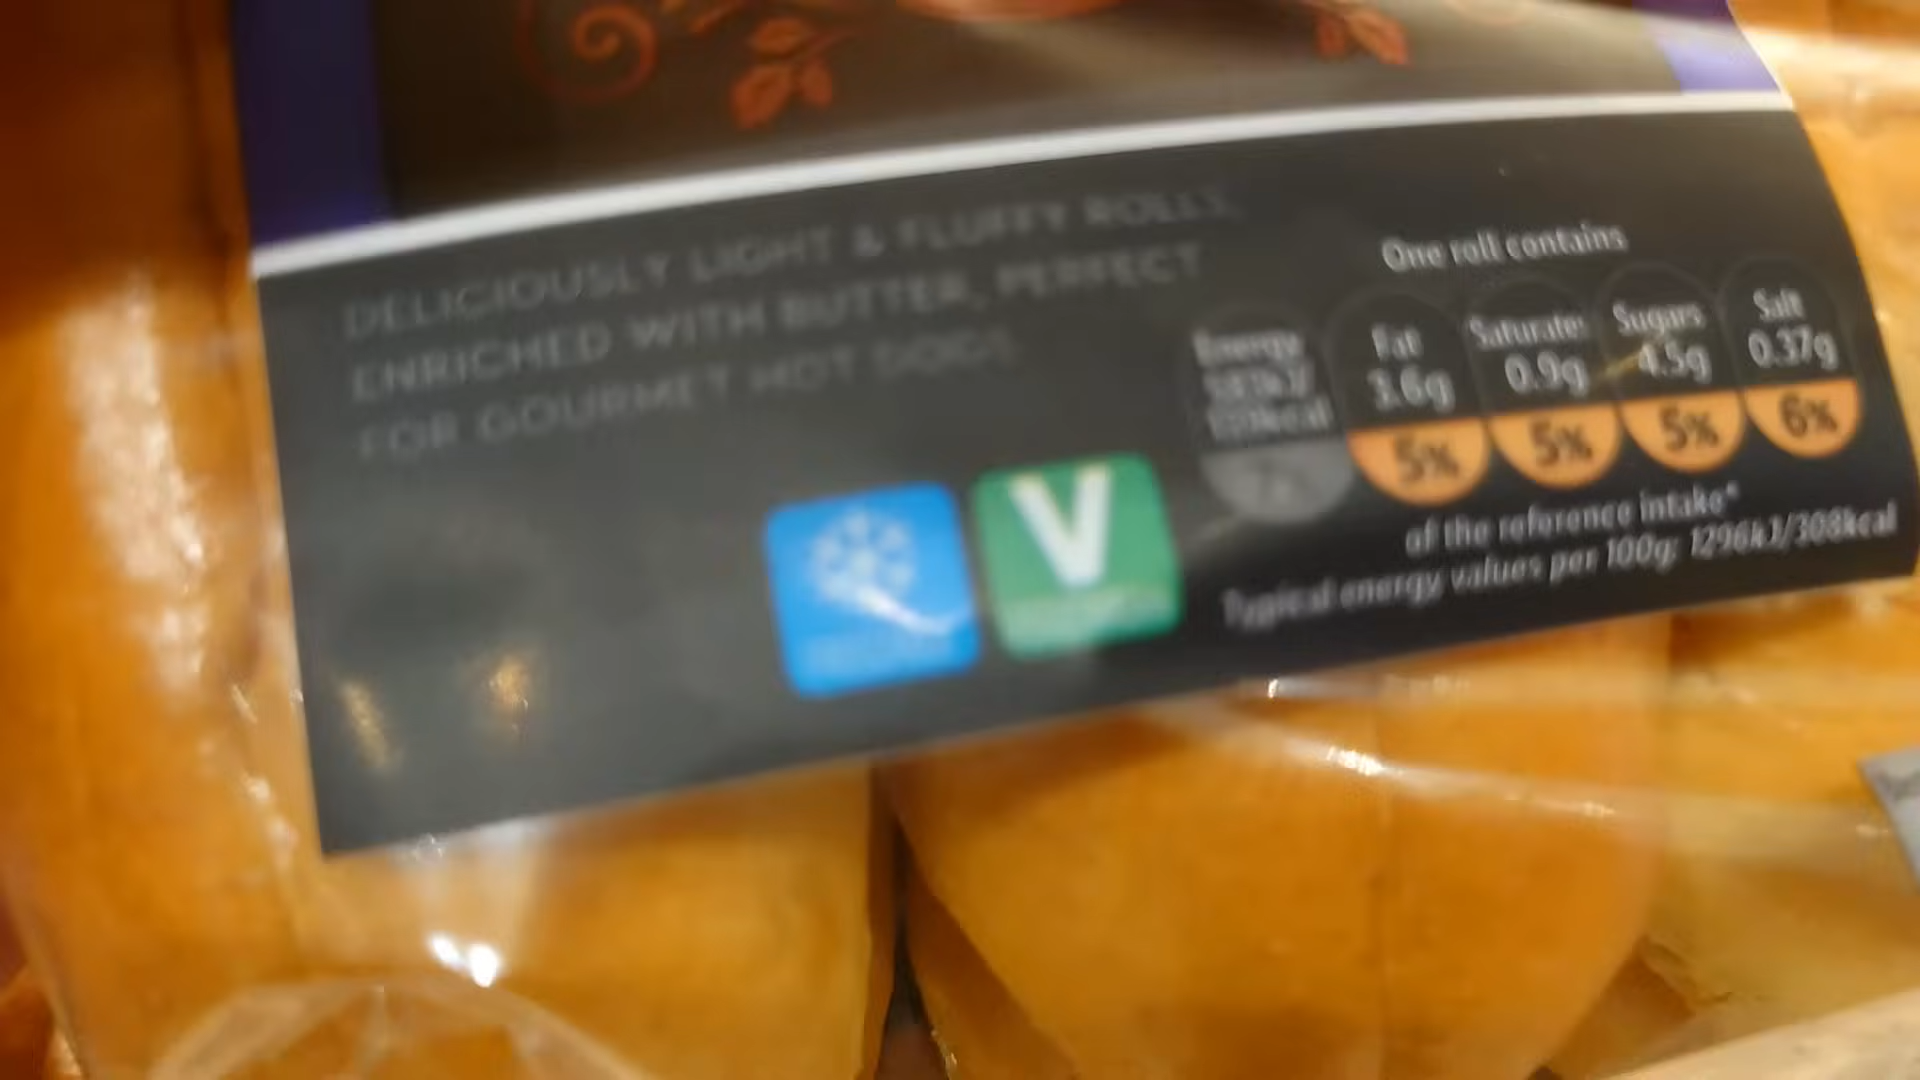 DELICIOUSLY LIGHT & FLUFFY ROLLS,
ENRICHED WITH BUTTER, PERFECT
FOR GOURMET HOT DOGS
V
One roll contains
Energy
Fat
3.6g
5%
Saturates
0.9g
5%
Sugars
4.5g
5%
Salt
0.37g
6%
of the reference intake*
Typical energy values per 100g: 1296kJ/308kcal